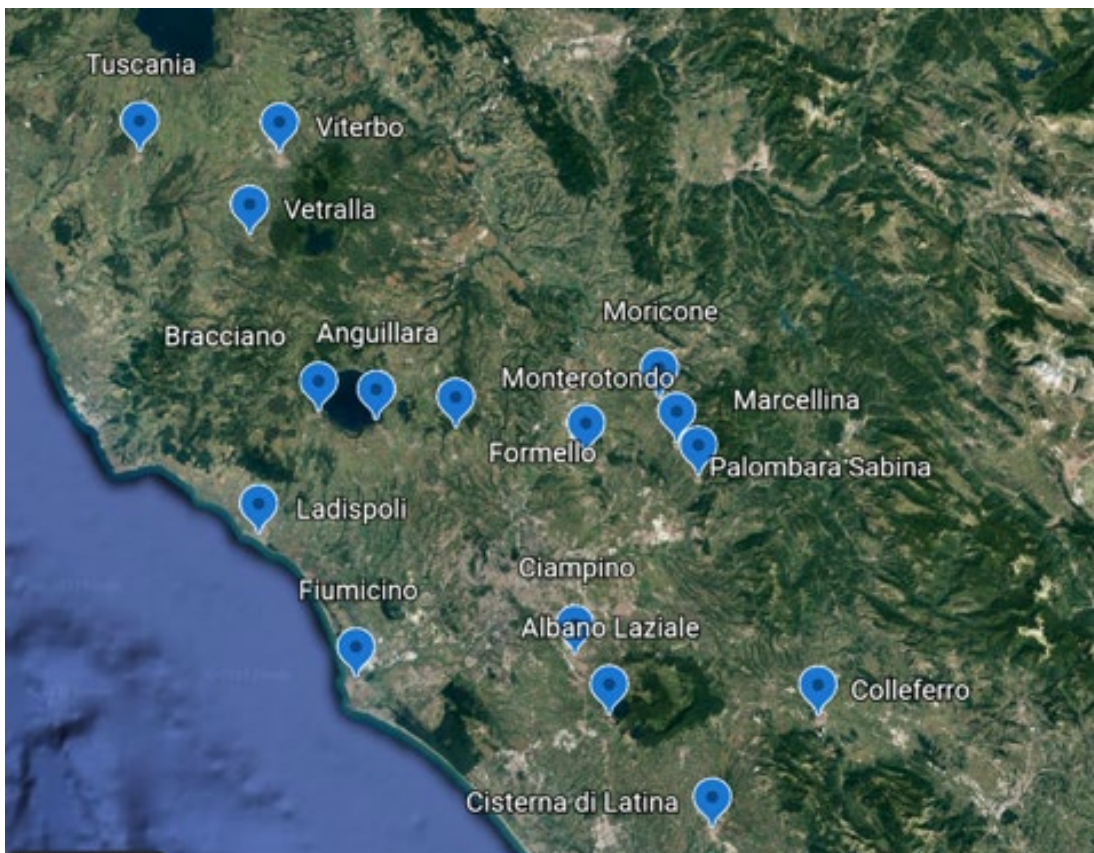 Tuscania
Viterbo
Vetralla
Moricone
Bracciano
Anguillara
Monterotondo
Marcellina
Formello
Palombara Sabina
Ladispoli
Ciampino
Fiumicino
Albano Laziale
Colleferro
Cisterna di Latina